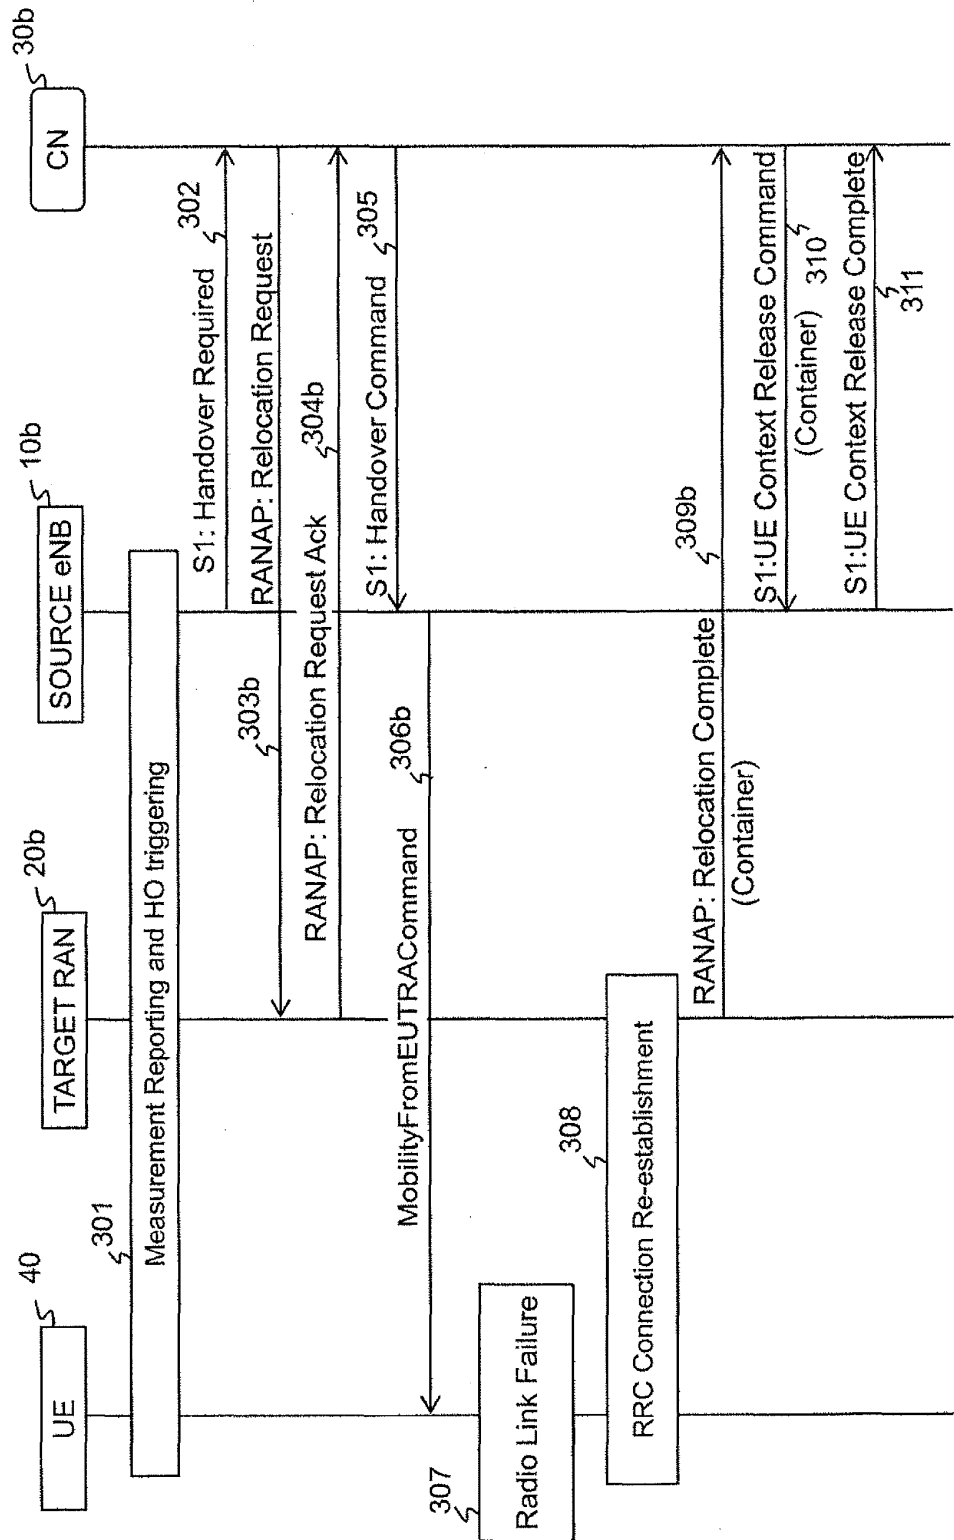 UE
40
TARGET RAN
20b
SOURCE eNB
10b
CN
30b
301
Measurement Reporting and HO triggering
S1: Handover Required
302
303b
RANAP: Relocation Request
RANAP: Relocation Request Ack
304b
S1: Handover Command
305
MobilityFromEUTRACommand
306b
307
Radio Link Failure
308
RRC Connection Re-establishment
RANAP: Relocation Complete
(Container)
309b
S1:UE Context Release Command
(Container)
310
S1:UE Context Release Complete
311